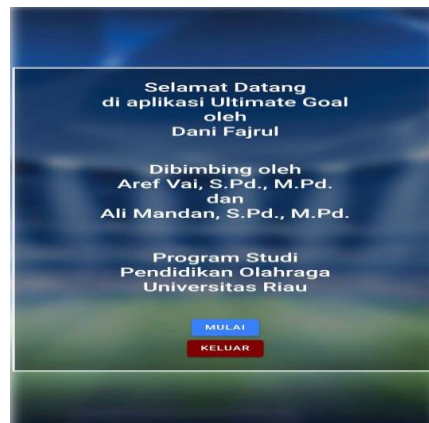 Selamat Datang
di aplikasi Ultimate Goal
oleh
Dani Fajrul
Dibimbing oleh
Aref Vai, S.Pd., M.Pd.
dan
Ali Mandan, S.Pd., M.Pd.
Program Studi
Pendidikan Olahraga
Universitas Riau
MULAI
KELUAR